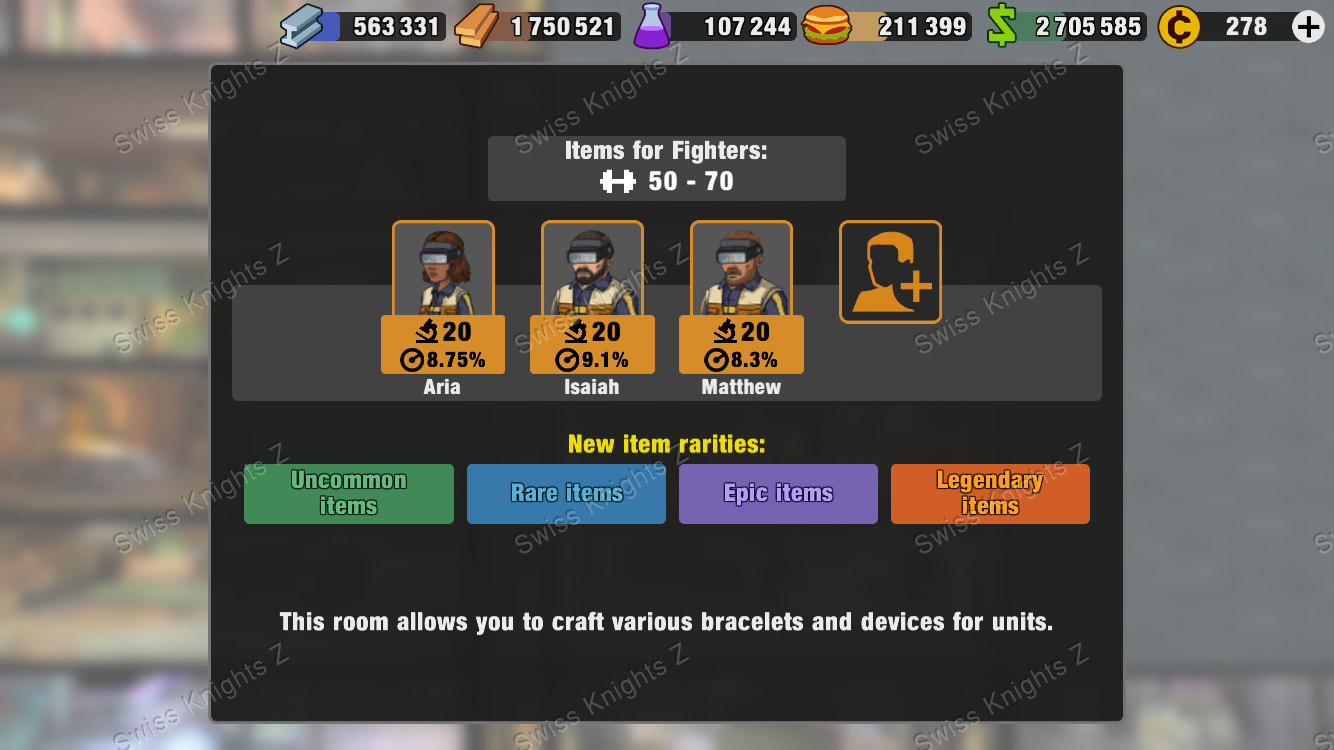 563 331 1 750 521 107 244 211 399 2 705 585 278
Items for Fighters:
50 - 70
20 20 20
8.75% 9.1% 8.3%
Aria Isaiah Matthew
New item rarities:
Uncommon items Rare items Epic items Legendary items
This room allows you to craft various bracelets and devices for units.
Swiss Knights Z